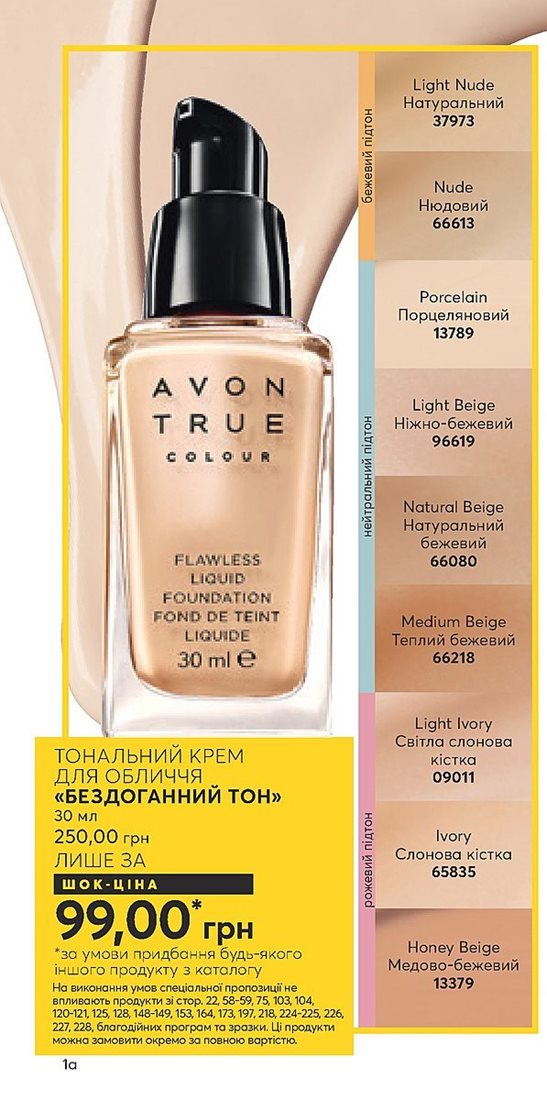 AVON
TRUE
COLOUR
FLAWLESS
LIQUID
FOUNDATION
FOND DE TEINT
LIQUIDE
30 ml e
бежевий підтон
Light Nude
Натуральний
37973
Nude
Нюдовий
66613
нейтральний підтон
Porcelain
Порцеляновий
13789
Light Beige
Ніжно-бежевий
96619
Natural Beige
Натуральний
бежевий
66080
Medium Beige
Теплий бежевий
66218
рожевий підтон
Light Ivory
Світла слонова
кістка
09011
Ivory
Слонова кістка
65835
Honey Beige
Медово-бежевий
13379
ТОНАЛЬНИЙ КРЕМ
ДЛЯ ОБЛИЧЧЯ
«БЕЗДОГАННИЙ ТОН»
30 мл
250,00 грн
ЛИШЕ ЗА
ШОК-ЦІНА
99,00* грн
*за умови придбання будь-якого
іншого продукту з каталогу
На виконання умов спеціальної пропозиції не
впливають продукти зі стор. 22, 58-59, 75, 103, 104,
120-121, 125, 128, 148-149, 153, 164, 173, 197, 218, 224-225, 226,
227, 228, благодійних програм та зразки. Ці продукти
можна замовити окремо за повною вартістю.
1a